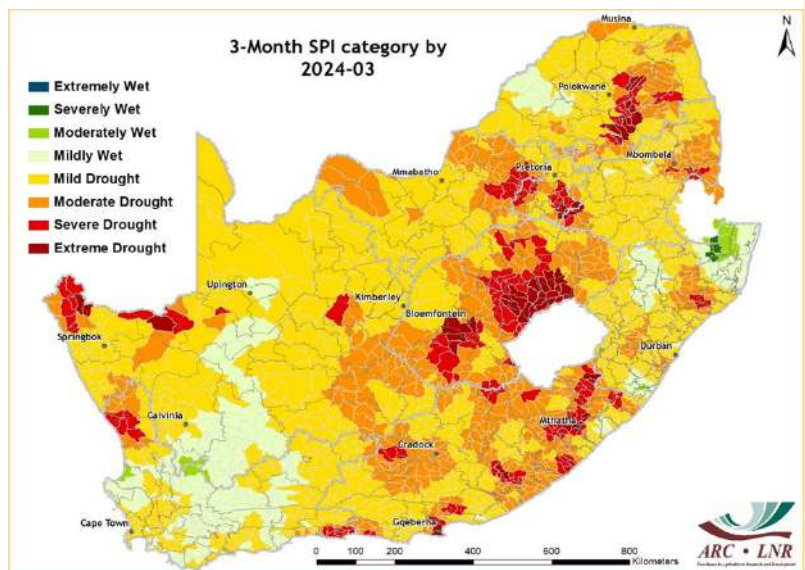 3-Month SPI category by
2024-03
N
Extremely Wet
Severely Wet
Moderately Wet
Mildly Wet
Mild Drought
Moderate Drought
Severe Drought
Extreme Drought
Musina
Polokwane
Mbombela
Pretoria
Mmabatho
Upington
Kimberley
Bloemfontein
Springbok
Durban
Calvinia
Mthatha
Cradock
Cape Town
Gqeberha
0 100 200 400 600 800
Kilometers
ARC • LNR